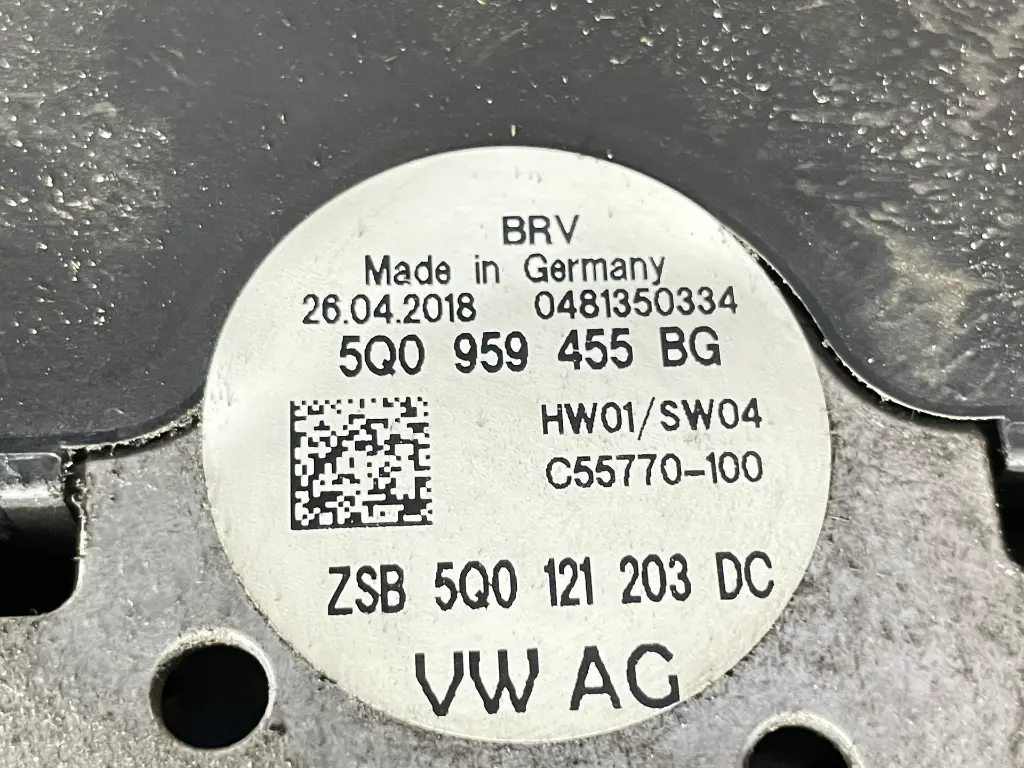 BRV
Made in Germany
26.04.2018 0481350334
5Q0 959 455 BG
HW01/SW04
C55770-100
ZSB 5Q0 121 203 DC
VW AG